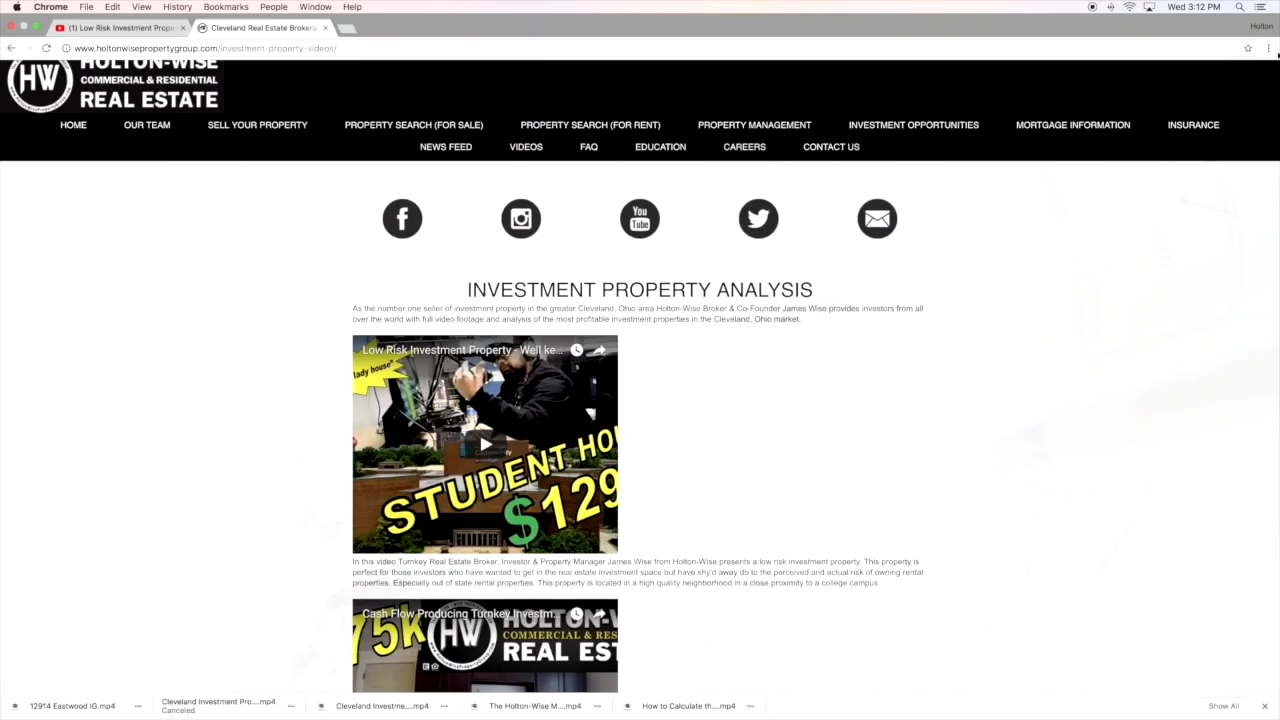 Chrome File Edit View History Bookmarks People Window Help Wed 3:12 PM
(1) Low Risk Investment Prope Cleveland Real Estate Brokera Holton
www.holtonwisepropertygroup.com/investment-property-videos/
HW HOLTON-WISE
COMMERCIAL & RESIDENTIAL
REAL ESTATE
HOME OUR TEAM SELL YOUR PROPERTY PROPERTY SEARCH (FOR SALE) PROPERTY SEARCH (FOR RENT) PROPERTY MANAGEMENT INVESTMENT OPPORTUNITIES MORTGAGE INFORMATION INSURANCE
NEWS FEED VIDEOS FAQ EDUCATION CAREERS CONTACT US
You
Tube
INVESTMENT PROPERTY ANALYSIS
As the number one seller of investment property in the greater Cleveland, Ohio area Holton-Wise Broker & Co-Founder James Wise provides investors from all
over the world with full video footage and analysis of the most profitable investment properties in the Cleveland, Ohio market.
Low Risk Investment Property - Well ke...
lady house"
STUDENT HOU
$129
In this video Turnkey Real Estate Broker, Investor & Property Manager James Wise from Holton-Wise presents a low risk investment property. This property is
perfect for those investors who have wanted to get in the real estate investment space but have shy'd away do to the perceived and actual risk of owning rental
properties. Especially out of state rental properties. This property is located in a high quality neighborhood in a close proximity to a college campus.
Cash Flow Producing Turnkey Investm...
75k HW HOLTON-W
COMMERCIAL & RES
REAL EST
12914 Eastwood IG.mp4 Cleveland Investment Pro....mp4 Cleveland Investme....mp4 The Holton-Wise M....mp4 How to Calculate th....mp4 Show All
Canceled